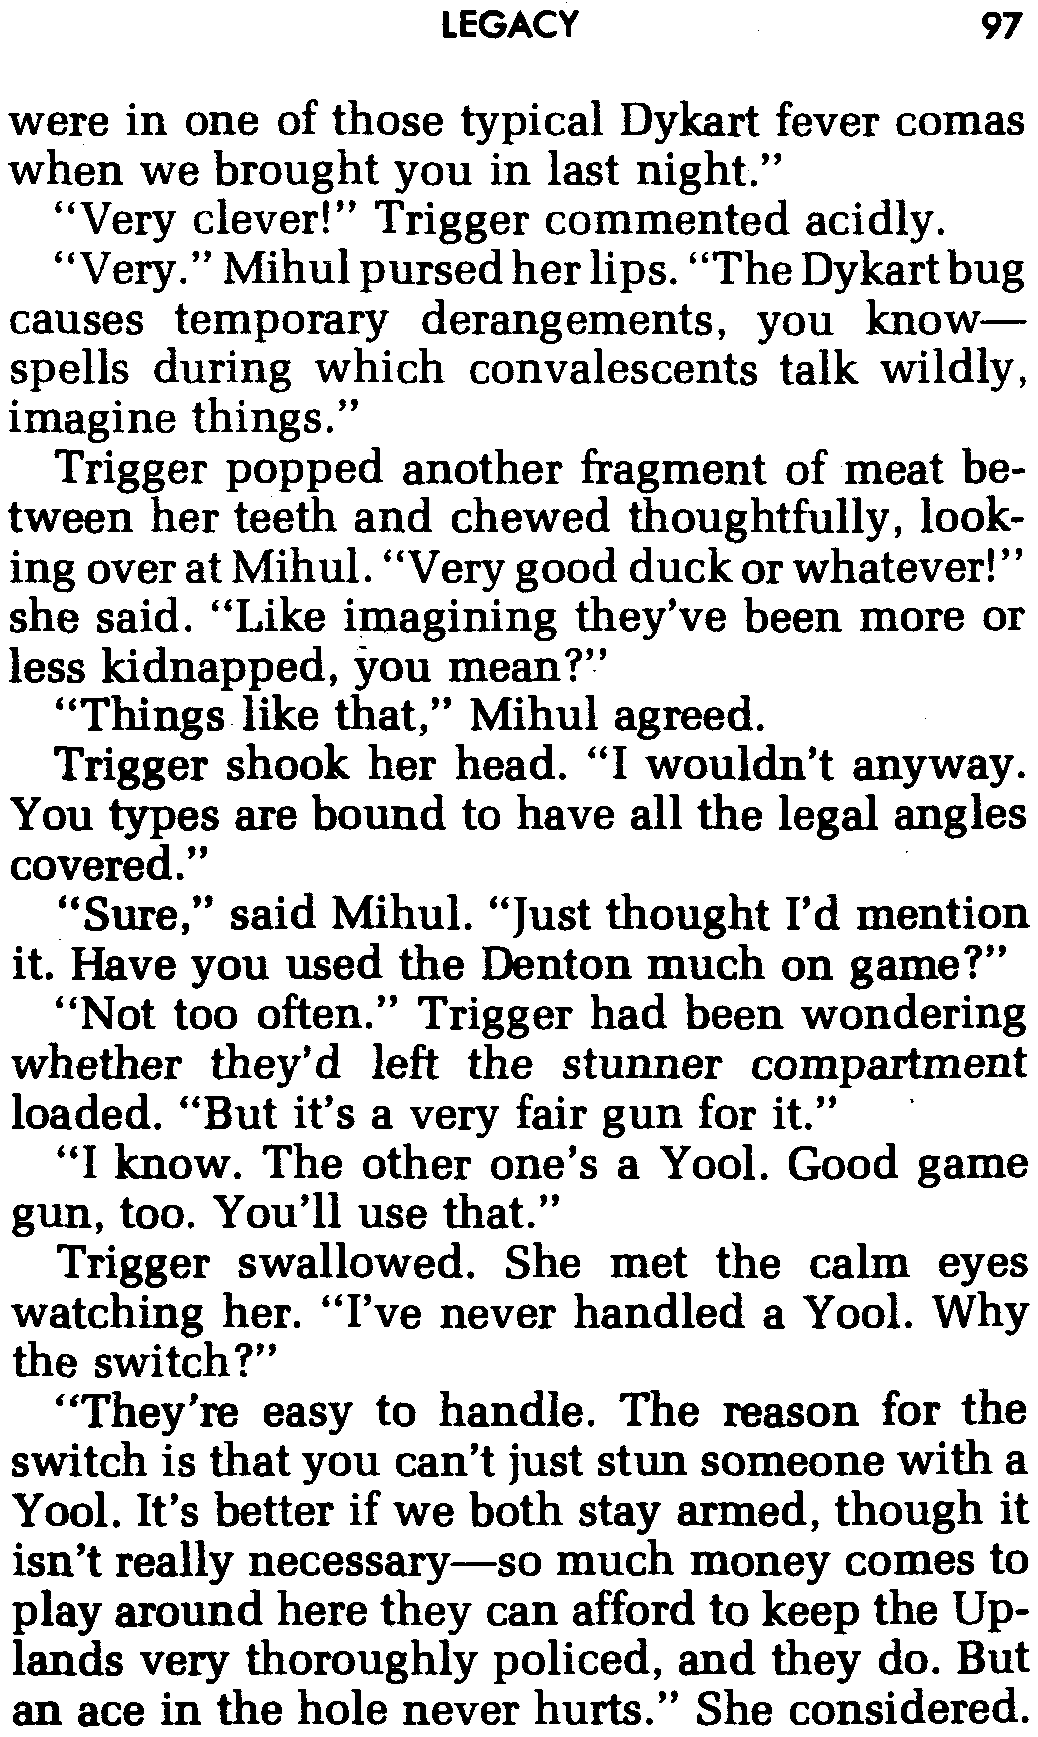 LEGACY 97
were in one of those typical Dykart fever comas
when we brought you in last night."
"Very clever!" Trigger commented acidly.
"Very." Mihul pursed her lips. "The Dykart bug
causes temporary derangements, you know—
spells during which convalescents talk wildly,
imagine things."
Trigger popped another fragment of meat be-
tween her teeth and chewed thoughtfully, look-
ing over at Mihul. "Very good duck or whatever!"
she said. "Like imagining they've been more or
less kidnapped, you mean?"
"Things like that," Mihul agreed.
Trigger shook her head. "I wouldn't anyway.
You types are bound to have all the legal angles
covered."
"Sure," said Mihul. "Just thought I'd mention
it. Have you used the Denton much on game?"
"Not too often." Trigger had been wondering
whether they'd left the stunner compartment
loaded. "But it's a very fair gun for it."
"I know. The other one's a Yool. Good game
gun, too. You'll use that."
Trigger swallowed. She met the calm eyes
watching her. "I've never handled a Yool. Why
the switch?"
"They're easy to handle. The reason for the
switch is that you can't just stun someone with a
Yool. It's better if we both stay armed, though it
isn't really necessary—so much money comes to
play around here they can afford to keep the Up-
lands very thoroughly policed, and they do. But
an ace in the hole never hurts." She considered.